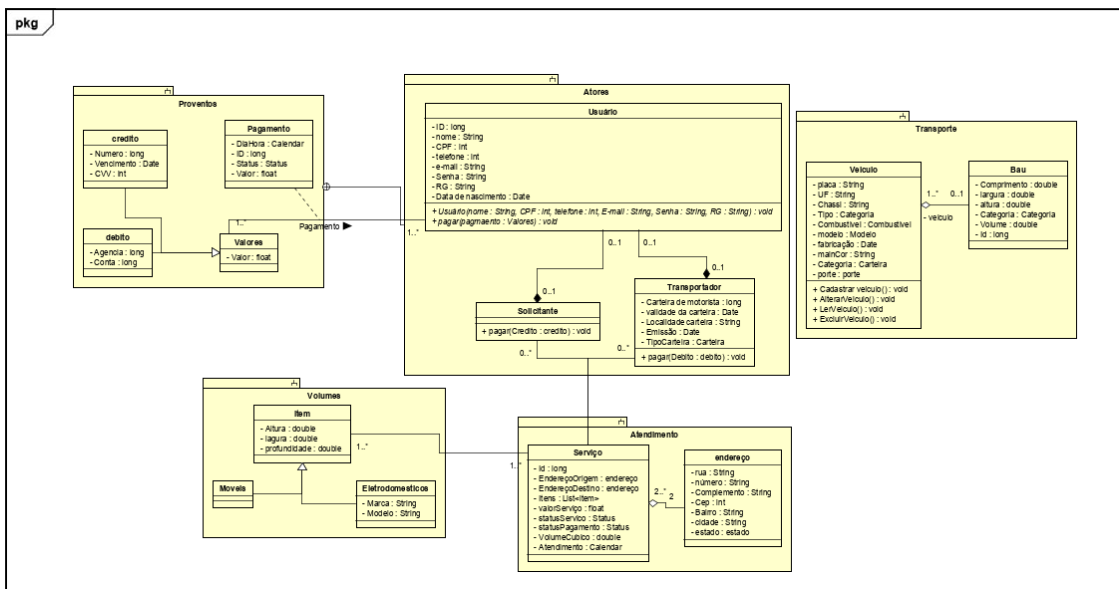 pkg
Proventos
credito
- Numero : long
- Vencimento : Date
- CVV : int
Pagamento
- DiaHora : Calendar
- ID : long
- Status : Status
- Valor : float
debito
- Agencia : long
- Conta : long
Valores
- Valor : float
1..*
Pagamento
1..*
Atores
Usuário
- ID : long
- nome : String
- CPF : int
- telefone : int
- e-mail : String
- Senha : String
- RG : String
- Data de nascimento : Date
+ Usuário(nome : String, CPF : int, telefone : int, E-mail : String, Senha : String, RG : String) : void
+ pagar(pagmaento : Valores) : void
0..1
0..1
0..1
0..1
Solicitante
+ pagar(Credito : credito) : void
0..*
Transportador
- Carteira de motorista : long
- validade da carteira : Date
- Localidade carteira : String
- Emissão : Date
- TipoCarteira : Carteira
+ pagar(Debito : debito) : void
0..*
Transporte
Veiculo
- placa : String
- UF : String
- Chassi : String
- Tipo : Categoria
- Combustivel : Combustivel
- modelo : Modelo
- fabricação : Date
- mainCor : String
- Categoria : Carteira
- porte : porte
+ Cadastrar veiculo() : void
+ AlterarVeiculo() : void
+ LerVeiculo() : void
+ ExcluirVeiculo() : void
1..*
0..1
- veiculo
Bau
- Comprimento : double
- largura : double
- altura : double
- Categoria : Categoria
- Volume : double
- Id : long
Volumes
Item
- Altura : double
- lagura : double
- profundidade : double
1..*
Moveis
Eletrodomesticos
- Marca : String
- Modelo : String
Atendimento
1..*
Serviço
- Id : long
- EndereçoOrigem : endereço
- EndereçoDestino : endereço
- itens : List<Item>
- valorServiço : float
- statusServico : Status
- statusPagamento : Status
- VolumeCubico : double
- Atendimento : Calendar
2..*
2
endereço
- rua : String
- número : String
- Complemento : String
- Cep : int
- Bairro : String
- cidade : String
- estado : estado